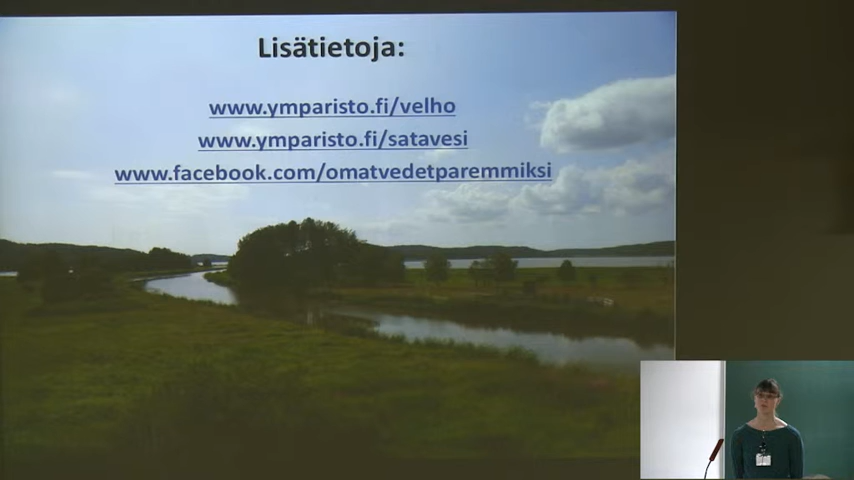 Lisätietoja:
www.ymparisto.fi/velho
www.ymparisto.fi/satavesi
www.facebook.com/omatvedetparemmiksi